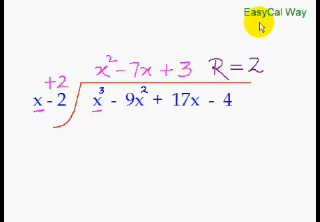 EasyCal Way
+2 x² - 7x + 3 R = 2
x - 2 x³ - 9x² + 17x - 4